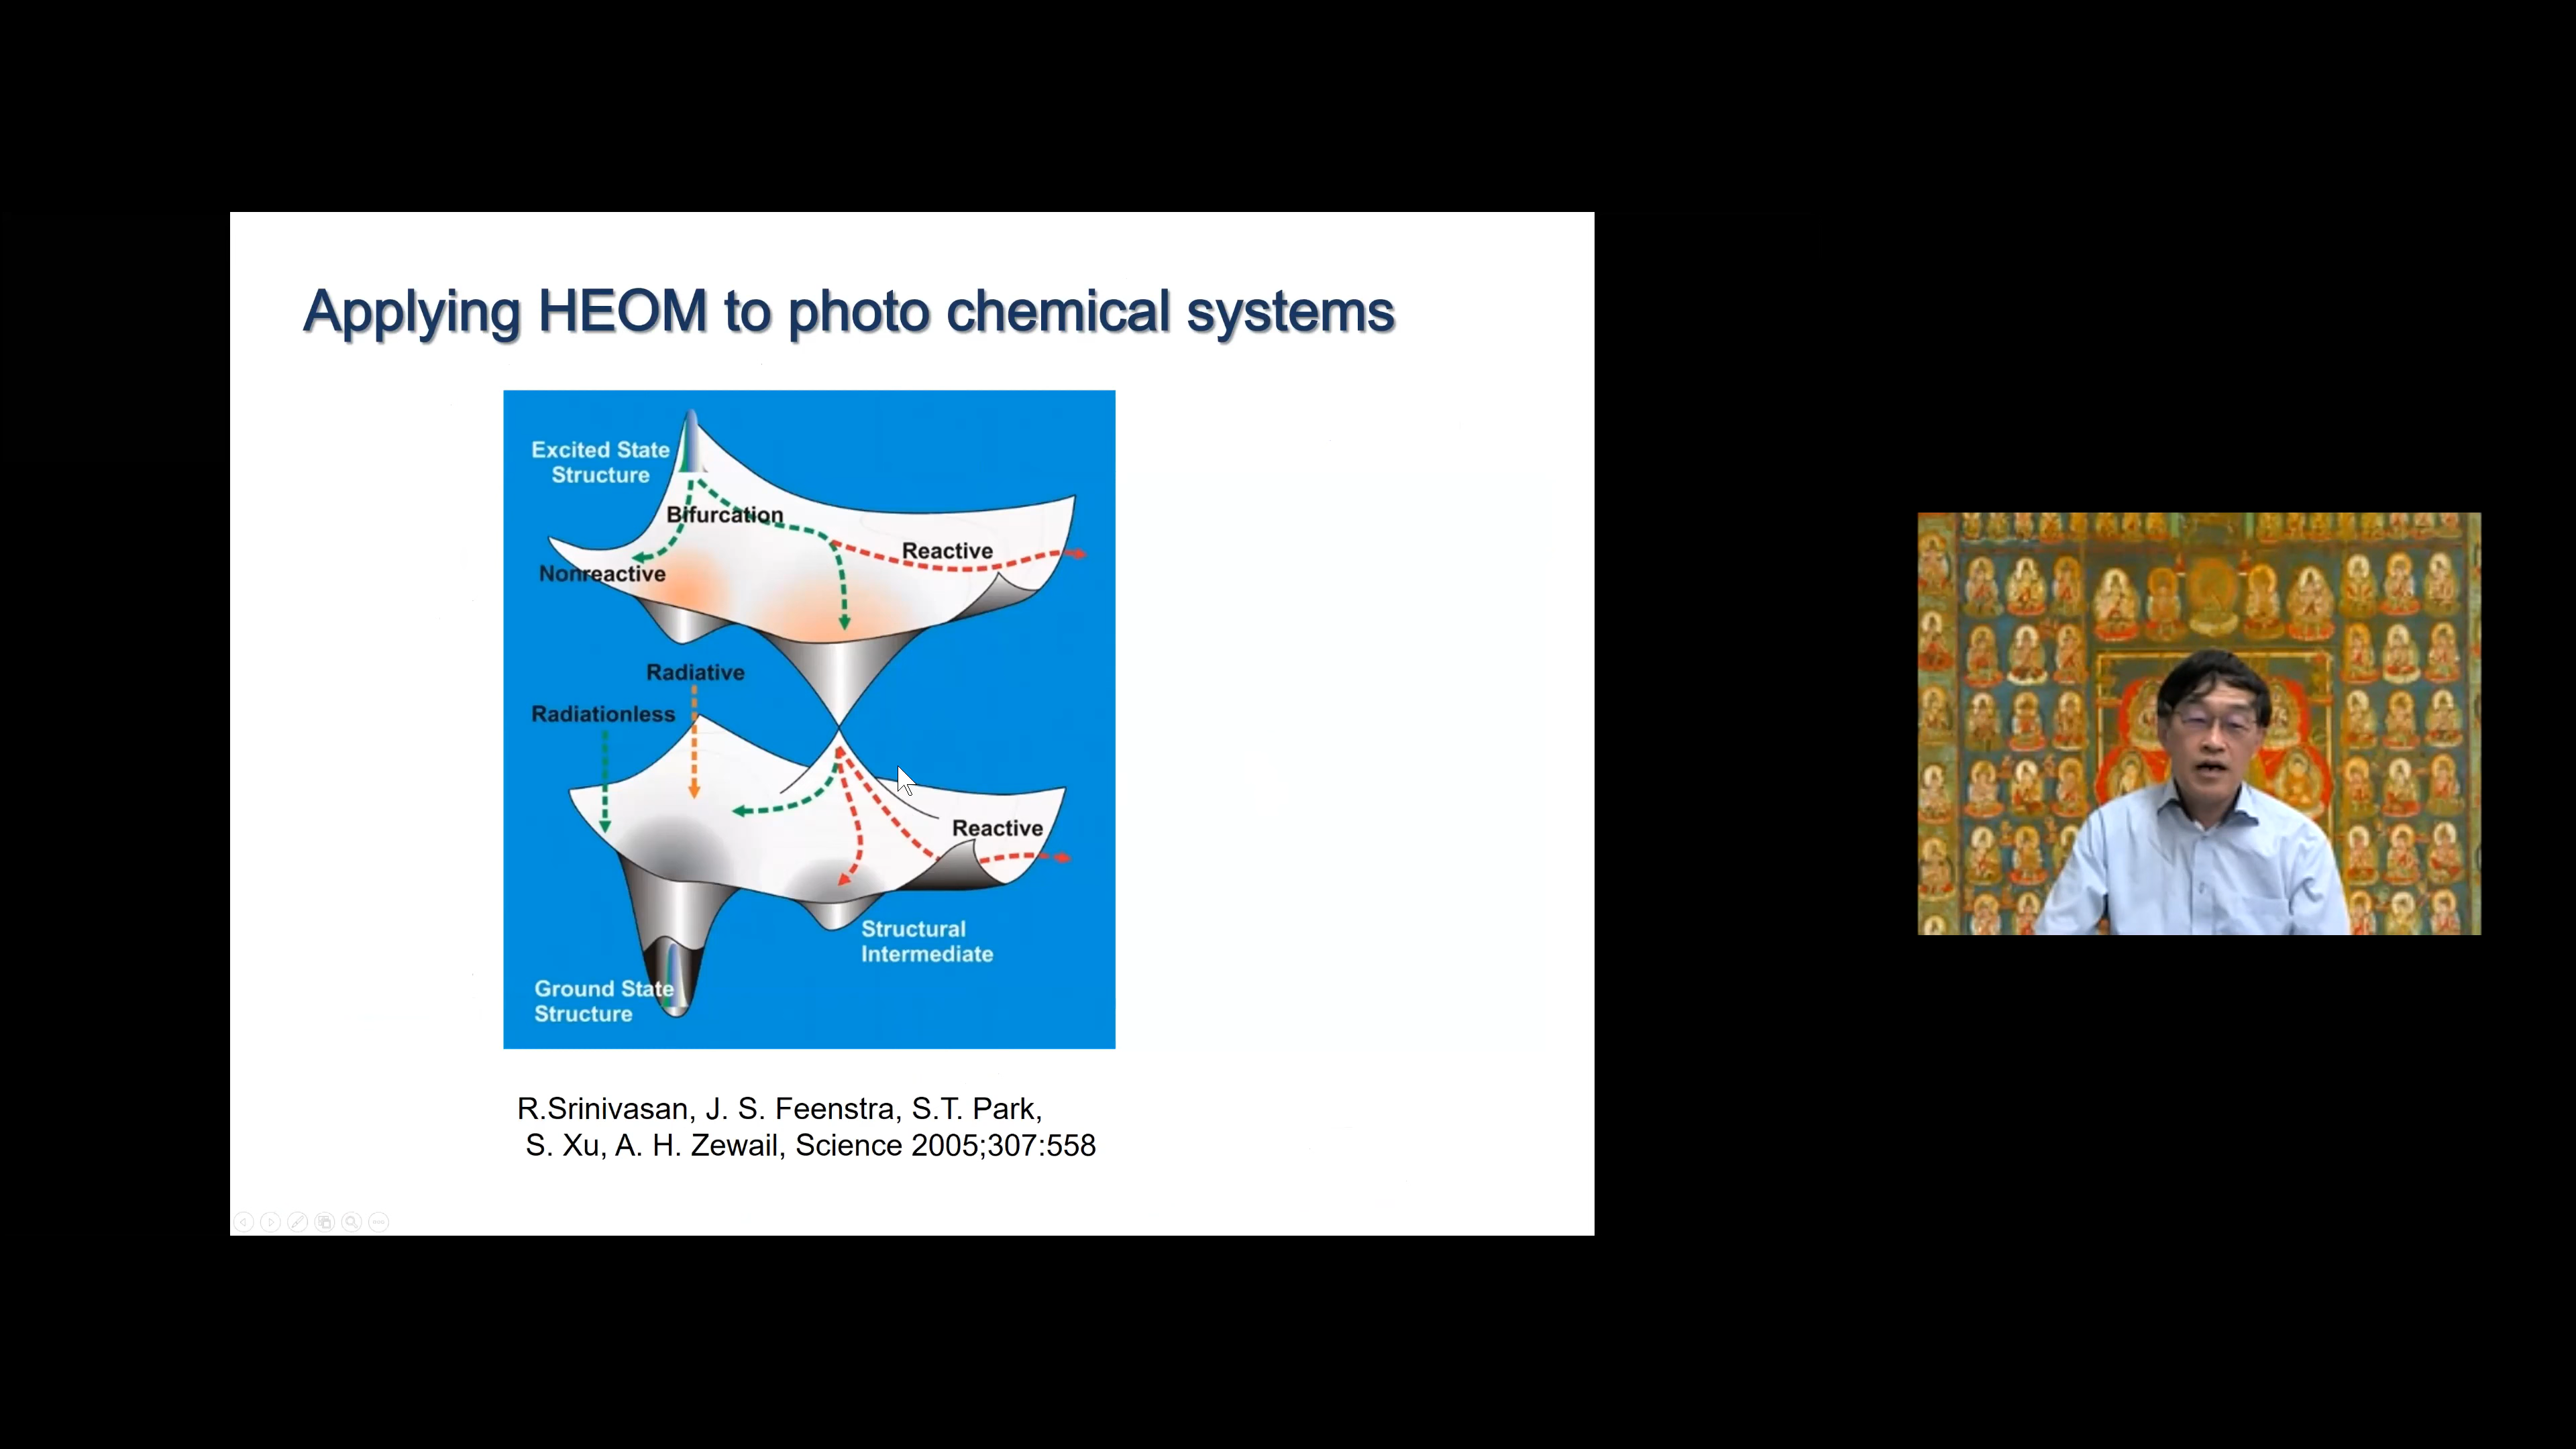 Applying HEOM to photo chemical systems
Excited State
Structure
Bifurcation
Reactive
Nonreactive
Radiative
Radiationless
Reactive
Structural
Intermediate
Ground State
Structure
R.Srinivasan, J. S. Feenstra, S.T. Park,
S. Xu, A. H. Zewail, Science 2005;307:558